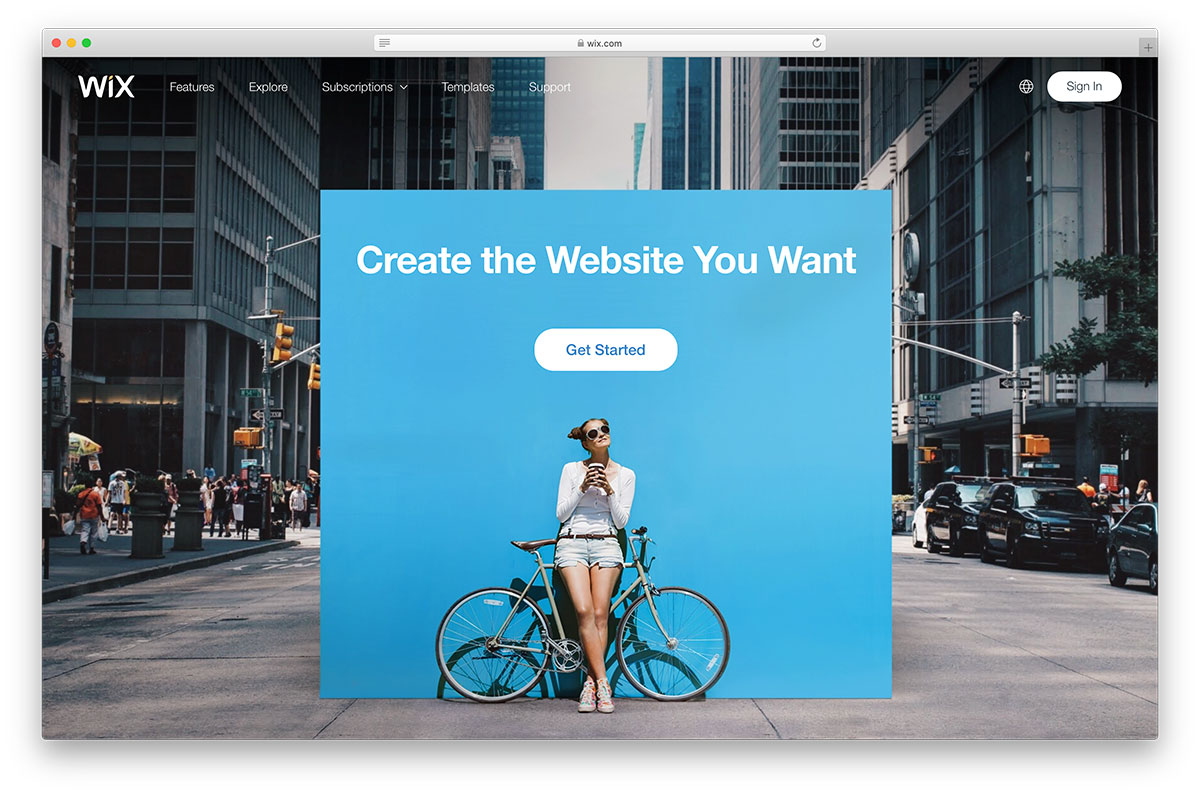 wix.com
WiX
Features
Explore
Subscriptions
Templates
Support
Sign In
Create the Website You Want
Get Started